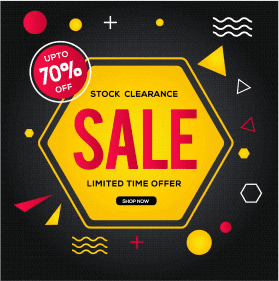 UPTO
70%
OFF
STOCK CLEARANCE
SALE
LIMITED TIME OFFER
SHOP NOW